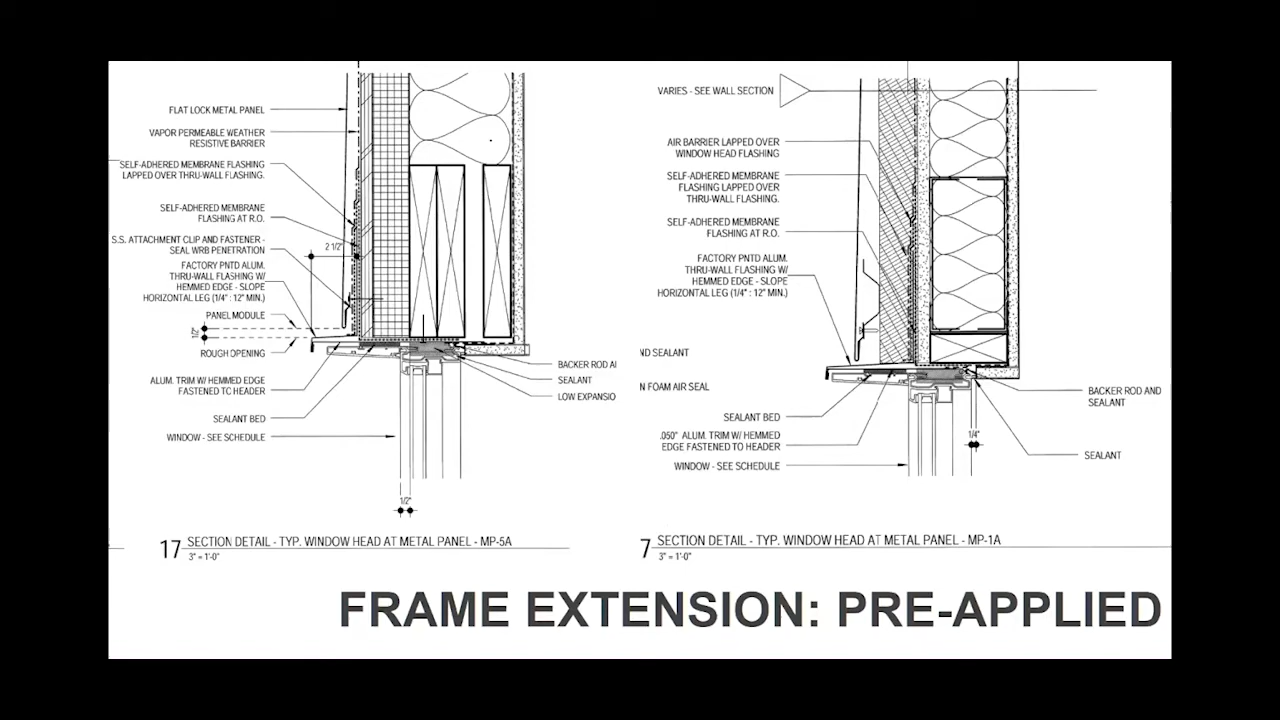 FLAT LOCK METAL PANEL
VAPOR PERMEABLE WEATHER
RESISTIVE BARRIER
SELF-ADHERED MEMBRANE FLASHING
LAPPED OVER THRU-WALL FLASHING.
SELF-ADHERED MEMBRANE
FLASHING AT R.O.
S.S. ATTACHMENT CLIP AND FASTENER -
SEAL WRB PENETRATION
2 1/2"
FACTORY PNTD ALUM.
THRU-WALL FLASHING W/
HEMMED EDGE - SLOPE
HORIZONTAL LEG (1/4" : 12" MIN.)
PANEL MODULE
1/2"
ROUGH OPENING
ALUM. TRIM W/ HEMMED EDGE
FASTENED TO HEADER
SEALANT BED
WINDOW - SEE SCHEDULE
BACKER ROD
SEALANT
LOW
1/2"
17
SECTION DETAIL - TYP. WINDOW HEAD AT METAL PANEL - MP-5A
3" = 1'-0"
VARIES - SEE WALL SECTION
AIR BARRIER LAPPED OVER
WINDOW HEAD FLASHING
SELF-ADHERED MEMBRANE
FLASHING LAPPED OVER
THRU-WALL FLASHING.
SELF-ADHERED MEMBRANE
FLASHING AT R.O.
FACTORY PNTD ALUM.
THRU-WALL FLASHING W/
HEMMED EDGE - SLOPE
HORIZONTAL LEG (1/4" : 12" MIN.)
ND SEALANT
N FOAM AIR SEAL
SEALANT BED
.050" ALUM. TRIM W/ HEMMED
EDGE FASTENED TO HEADER
WINDOW - SEE SCHEDULE
BACKER ROD AND
SEALANT
1/4"
SEALANT
7
SECTION DETAIL - TYP. WINDOW HEAD AT METAL PANEL - MP-1A
3" = 1'-0"
FRAME EXTENSION: PRE-APPLIED